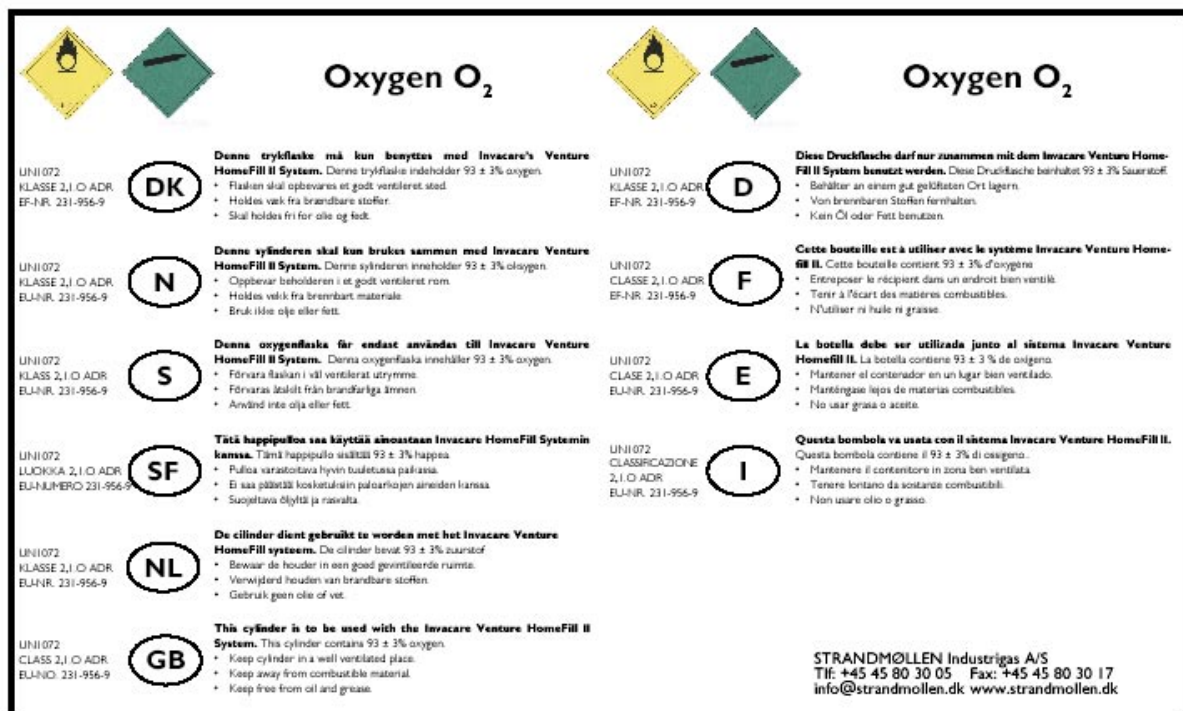 Oxygen O₂
UN1072
KLASSE 2,1.O ADR
EF-NR. 231-956-9
DK
Denne trykflaske må kun benyttes med Invacare's Venture
HomeFill II System. Denne trykflaske indeholder 93 ± 3% oxygen.
• Flasken skal opbevares et godt ventileret sted.
• Holdes væk fra brændbare stoffer.
• Skal holdes fri for olie og fedt.
UN1072
KLASSE 2,1.O ADR
EU-NR. 231-956-9
N
Denne sylinderen skal kun brukes sammen med Invacare Venture
HomeFill II System. Denne sylinderen inneholder 93 ± 3% oksygen.
• Oppbevar beholderen i et godt ventileret rom.
• Holdes vekk fra brennbart materiale.
• Bruk ikke olje eller fett.
UN1072
KLASS 2,1.O ADR
EU-NR. 231-956-9
S
Denna oxygenflaska får endast användas till Invacare Venture
HomeFill II System. Denna oxygenflaska innehåller 93 ± 3% oxygen.
• Förvara flaskan i väl ventilerat utrymme.
• Förvaras åtskilt från brandfarliga ämnen.
• Använd inte olja eller fett.
UN1072
LUOKKA 2,1.O ADR
EU-NUMERO 231-956-9
SF
Tätä happipulloa saa käyttää ainoastaan Invacare HomeFill Systemin
kanssa. Tämä happipullo sisältää 93 ± 3% happea.
• Pulloa varastoitava hyvin tuuletussa paikassa.
• Ei saa päästää kosketuksiin paloarkojen aineiden kanssa.
• Suojeltava öljyltä ja rasvalta.
UN1072
KLASSE 2,1.O ADR
EU-NR. 231-956-9
NL
De cilinder dient gebruikt te worden met het Invacare Venture
HomeFill systeem. De cilinder bevat 93 ± 3% zuurstof
• Bewaar de houder in een goed gevintileerde ruimte.
• Verwijderd houden van brandbare stoffen.
• Gebruik geen olie of vet.
UN1072
CLASS 2,1.O ADR
EU-NO. 231-956-9
GB
This cylinder is to be used with the Invacare Venture HomeFill II
System. This cylinder contains 93 ± 3% oxygen.
• Keep cylinder in a well ventilated place.
• Keep away from combustible material.
• Keep free from oil and grease.
Oxygen O₂
UN1072
KLASSE 2,1.O ADR
EF-NR. 231-956-9
D
Diese Druckflasche darf nur zusammen mit dem Invacare Venture Home-
Fill II System benutzt werden. Diese Druckflasche beinhaltet 93 ± 3% Sauerstoff.
• Behälter an einem gut gelüfteten Ort lagern.
• Von brennbaren Stoffen fernhalten.
• Kein Öl oder Fett benutzen.
UN1072
CLASSE 2,1.O ADR
EF-NR. 231-956-9
F
Cette bouteille est à utiliser avec le système Invacare Venture Home-
fill II. Cette bouteille contient 93 ± 3% d'oxygène
• Entreposer le récipient dans un endroit bien ventilé.
• Tenir à l'écart des matières combustibles.
• N'utiliser ni huile ni graisse.
UN1072
CLASE 2,1.O ADR
EU-NR. 231-956-9
E
La botella debe ser utilizada junto al sistema Invacare Venture
Homefill II. La botella contiene 93 ± 3 % de oxígeno.
• Mantener el contenador en un lugar bien ventilado.
• Manténgase lejos de materias combustibles.
• No usar grasa o aceite.
UN1072
CLASSIFICAZIONE
2,1.O ADR
EU-NR. 231-956-9
I
Questa bombola va usata con il sistema Invacare Venture HomeFill II.
Questa bombola contiene il 93 ± 3% di ossigeno.
• Mantenere il contenitore in zona ben ventilata.
• Tenere lontano da sostanze combustibili.
• Non usare olio o grasso.
STRANDMØLLEN Industrigas A/S
Tlf: +45 45 80 30 05 Fax: +45 45 80 30 17
info@strandmollen.dk www.strandmollen.dk